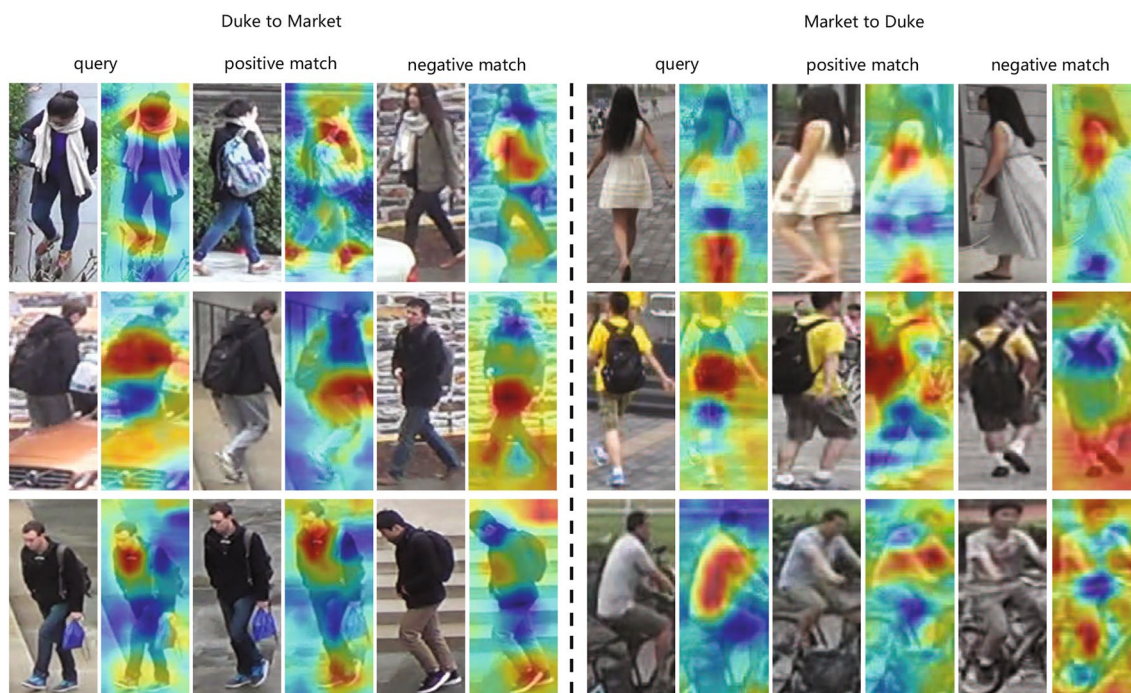 Duke to Market
Market to Duke
query positive match negative match
query positive match negative match